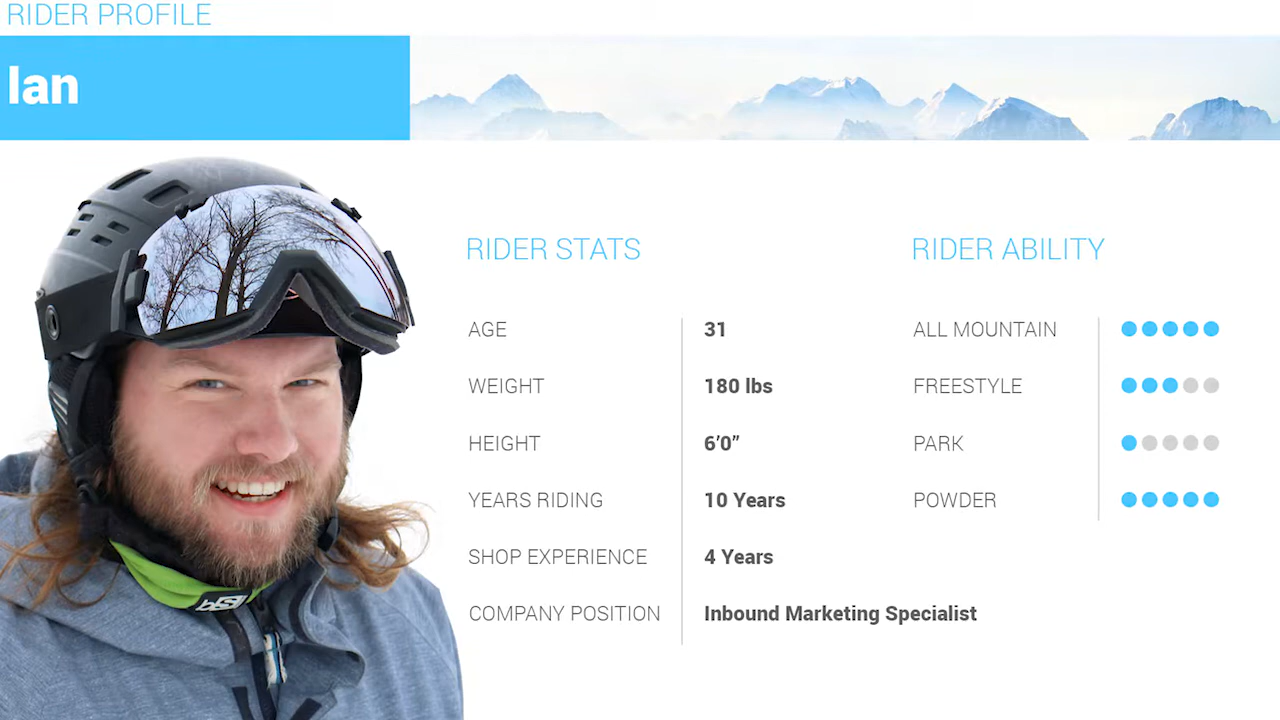 RIDER PROFILE
Ian
RIDER STATS
AGE 31
WEIGHT 180 lbs
HEIGHT 6’0”
YEARS RIDING 10 Years
SHOP EXPERIENCE 4 Years
COMPANY POSITION Inbound Marketing Specialist
RIDER ABILITY
ALL MOUNTAIN
FREESTYLE
PARK
POWDER
bs